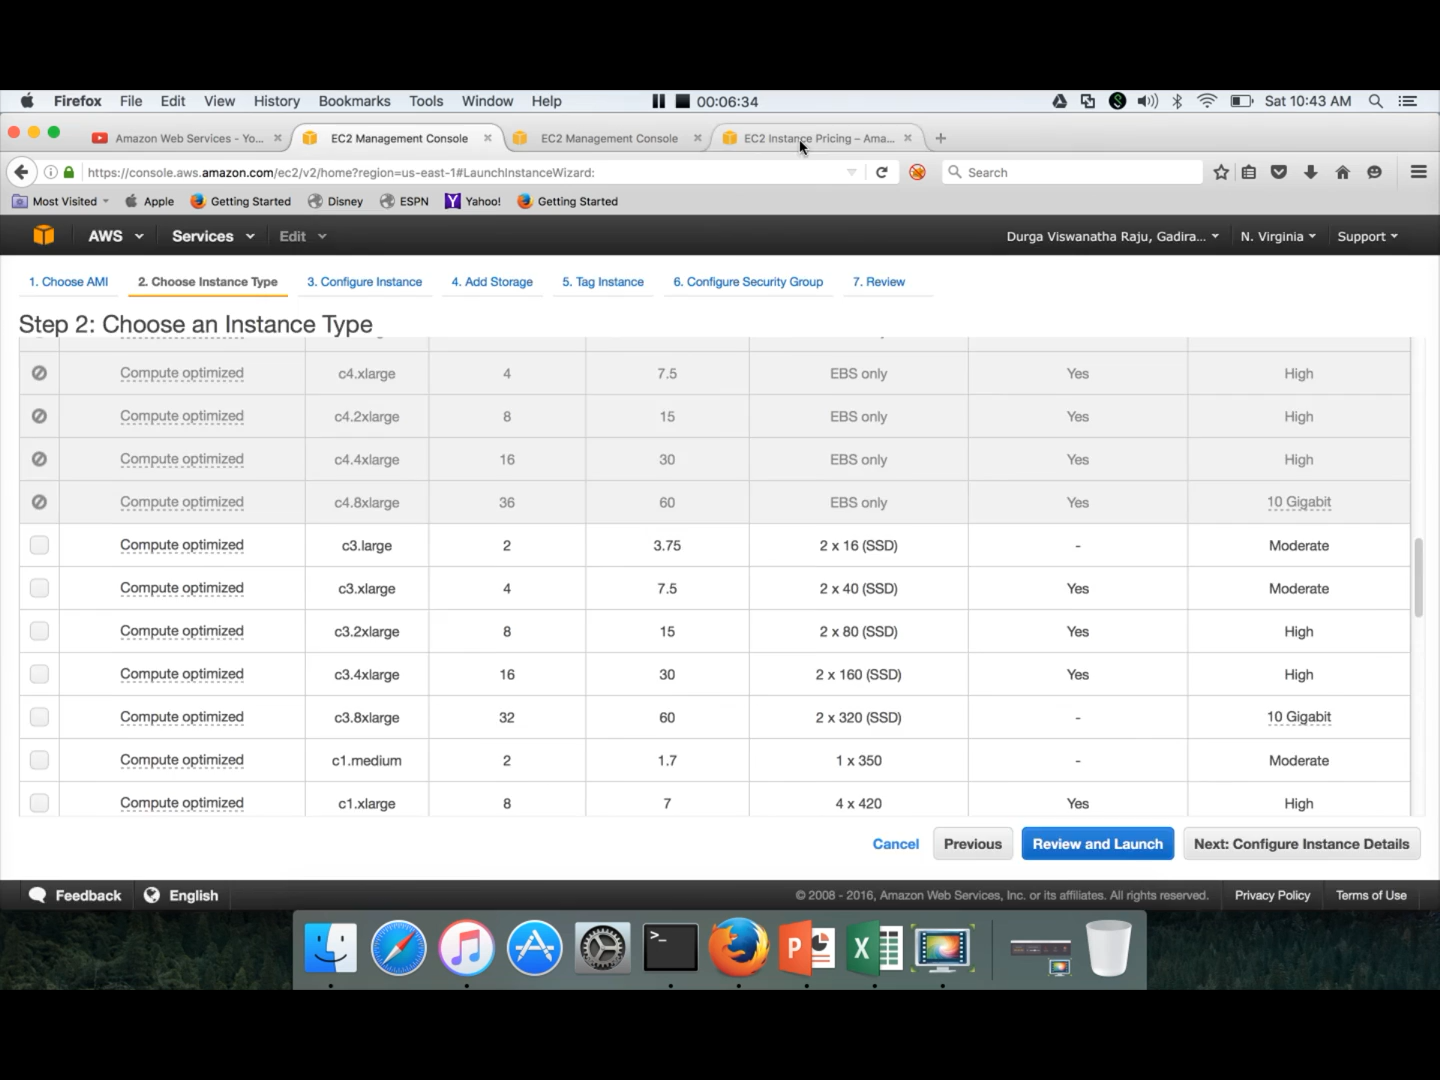 Firefox File Edit View History Bookmarks Tools Window Help 00:06:34 Sat 10:43 AM
Amazon Web Services - Yo... EC2 Management Console EC2 Management Console EC2 Instance Pricing – Ama...
https://console.aws.amazon.com/ec2/v2/home?region=us-east-1#LaunchInstanceWizard: Search
Most Visited Apple Getting Started Disney ESPN Yahoo! Getting Started
AWS Services Edit Durga Viswanatha Raju, Gadira... N. Virginia Support
1. Choose AMI 2. Choose Instance Type 3. Configure Instance 4. Add Storage 5. Tag Instance 6. Configure Security Group 7. Review
Step 2: Choose an Instance Type
Compute optimized c4.xlarge 4 7.5 EBS only Yes High
Compute optimized c4.2xlarge 8 15 EBS only Yes High
Compute optimized c4.4xlarge 16 30 EBS only Yes High
Compute optimized c4.8xlarge 36 60 EBS only Yes 10 Gigabit
Compute optimized c3.large 2 3.75 2 x 16 (SSD) - Moderate
Compute optimized c3.xlarge 4 7.5 2 x 40 (SSD) Yes Moderate
Compute optimized c3.2xlarge 8 15 2 x 80 (SSD) Yes High
Compute optimized c3.4xlarge 16 30 2 x 160 (SSD) Yes High
Compute optimized c3.8xlarge 32 60 2 x 320 (SSD) - 10 Gigabit
Compute optimized c1.medium 2 1.7 1 x 350 - Moderate
Compute optimized c1.xlarge 8 7 4 x 420 Yes High
Cancel Previous Review and Launch Next: Configure Instance Details
Feedback English © 2008 - 2016, Amazon Web Services, Inc. or its affiliates. All rights reserved. Privacy Policy Terms of Use